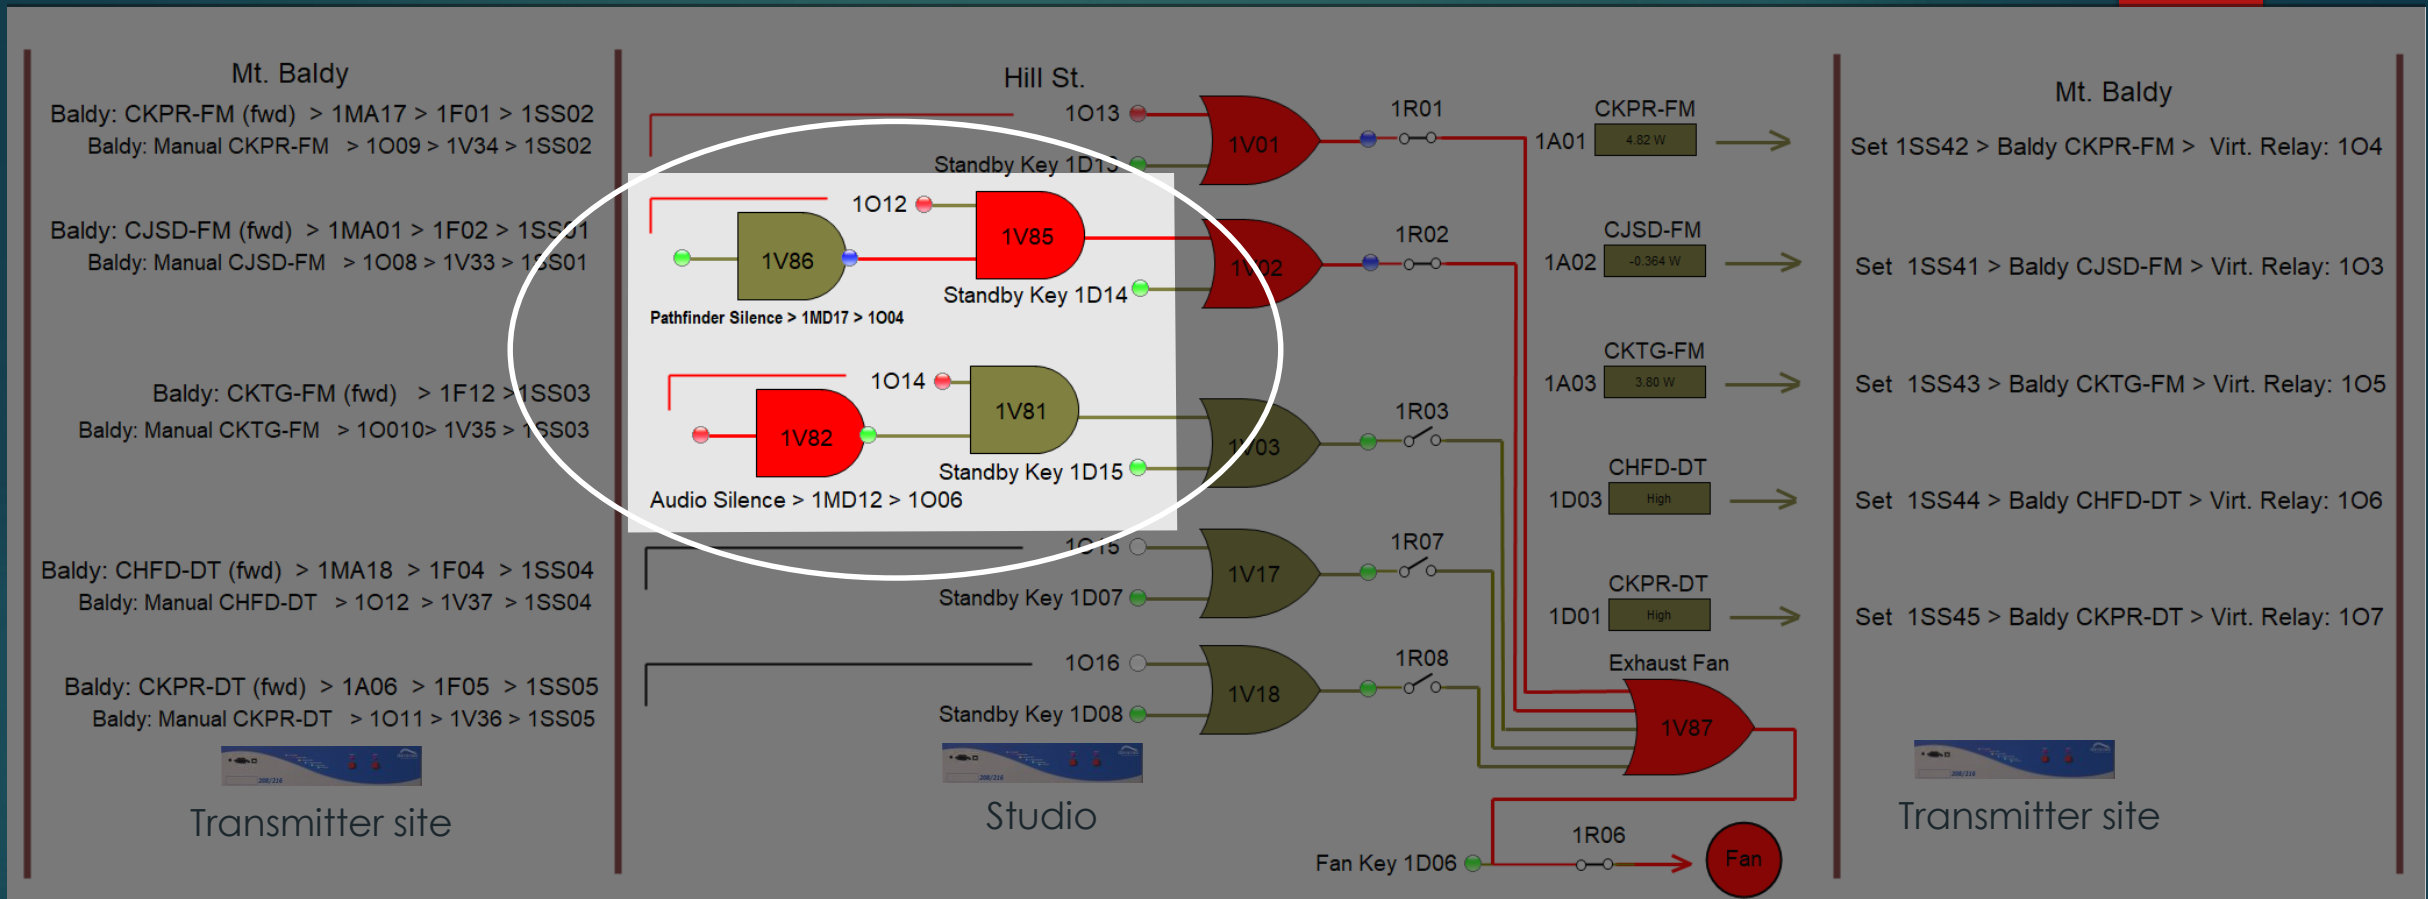 Mt. Baldy
Baldy: CKPR-FM (fwd) > 1MA17 > 1F01 > 1SS02
Baldy: Manual CKPR-FM > 1O09 > 1V34 > 1SS02
Baldy: CJSD-FM (fwd) > 1MA01 > 1F02 > 1SS01
Baldy: Manual CJSD-FM > 1O08 > 1V33 > 1SS01
Baldy: CKTG-FM (fwd) > 1F12 >1SS03
Baldy: Manual CKTG-FM > 1O010> 1V35 > 1SS03
Baldy: CHFD-DT (fwd) > 1MA18 > 1F04 > 1SS04
Baldy: Manual CHFD-DT > 1O12 > 1V37 > 1SS04
Baldy: CKPR-DT (fwd) > 1A06 > 1F05 > 1SS05
Baldy: Manual CKPR-DT > 1O11 > 1V36 > 1SS05
208/216
Transmitter site
Hill St.
1O13
1V01
Standby Key 1D13
1R01
1O12
1V86
1V85
1V02
Standby Key 1D14
1R02
Pathfinder Silence > 1MD17 > 1O04
1O14
1V82
1V81
1V03
Standby Key 1D15
1R03
Audio Silence > 1MD12 > 1O06
1O15
1V17
Standby Key 1D07
1R07
1O16
1V18
Standby Key 1D08
1R08
208/216
Studio
CKPR-FM
1A01
4.82 W
CJSD-FM
1A02
-0.364 W
CKTG-FM
1A03
3.80 W
CHFD-DT
1D03
High
CKPR-DT
1D01
High
Exhaust Fan
1V87
1R06
Fan Key 1D06
Fan
Mt. Baldy
Set 1SS42 > Baldy CKPR-FM > Virt. Relay: 1O4
Set 1SS41 > Baldy CJSD-FM > Virt. Relay: 1O3
Set 1SS43 > Baldy CKTG-FM > Virt. Relay: 1O5
Set 1SS44 > Baldy CHFD-DT > Virt. Relay: 1O6
Set 1SS45 > Baldy CKPR-DT > Virt. Relay: 1O7
208/216
Transmitter site